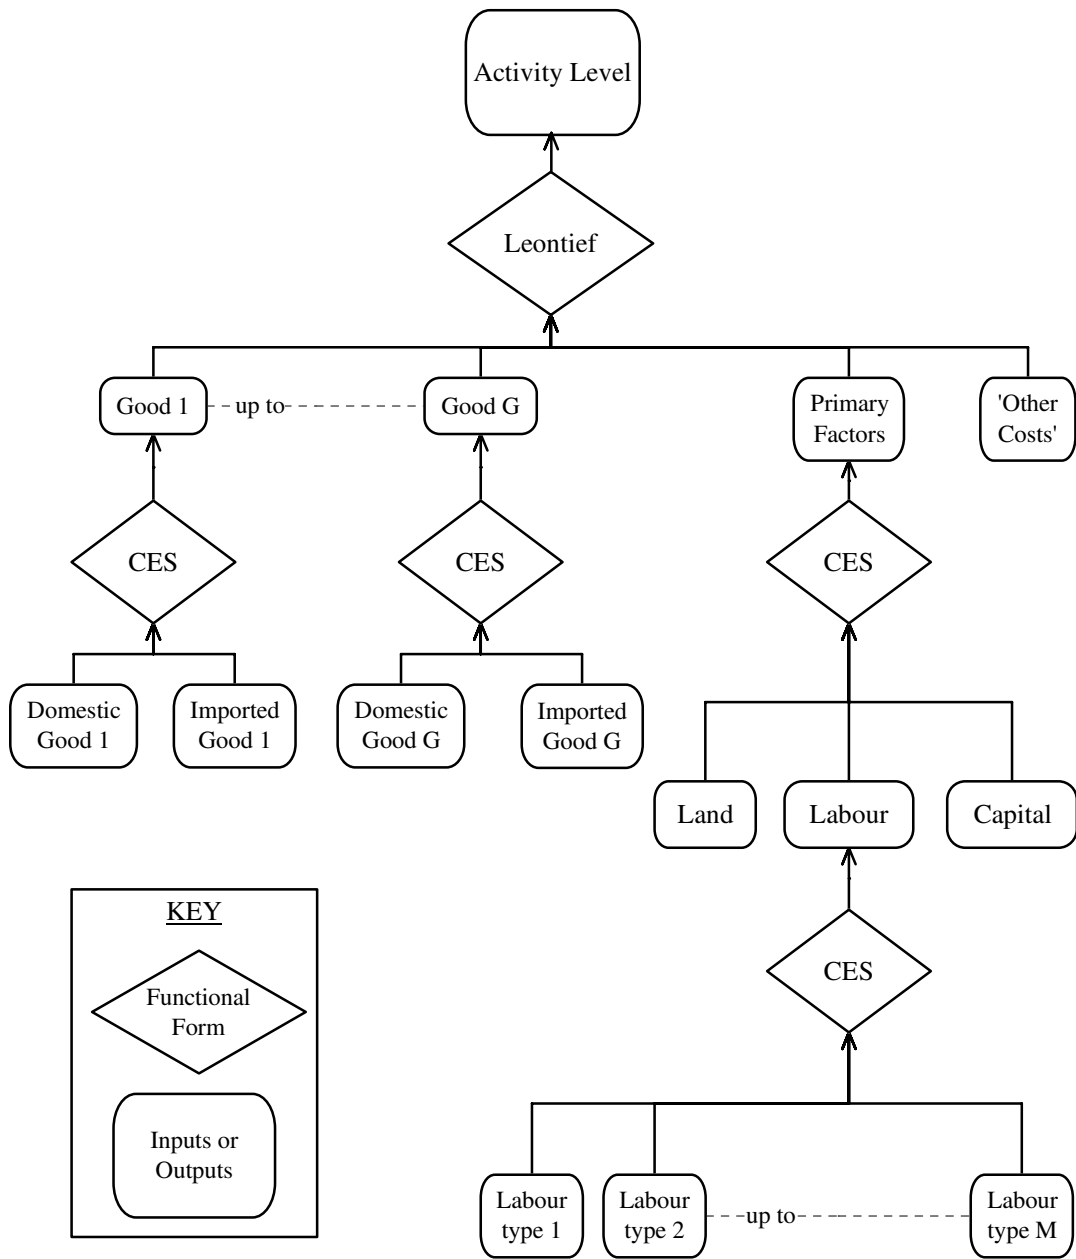 Activity Level
Leontief
Good 1
up to
Good G
Primary
Factors
'Other
Costs'
CES
CES
CES
Domestic
Good 1
Imported
Good 1
Domestic
Good G
Imported
Good G
Land
Labour
Capital
KEY
Functional
Form
Inputs or
Outputs
CES
Labour
type 1
Labour
type 2
up to
Labour
type M